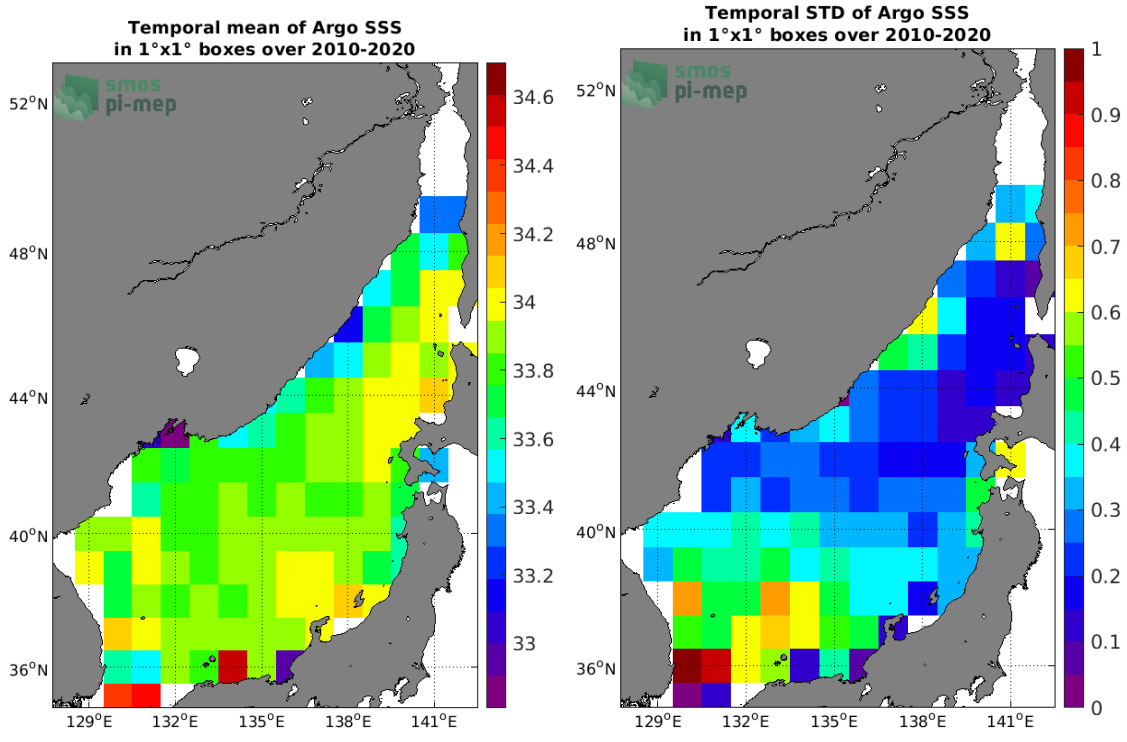 Temporal mean of Argo SSS
in 1°x1° boxes over 2010-2020
smos
pi-mep
52°N
48°N
44°N
40°N
36°N
129°E
132°E
135°E
138°E
141°E
34.6
34.4
34.2
34
33.8
33.6
33.4
33.2
33
Temporal STD of Argo SSS
in 1°x1° boxes over 2010-2020
smos
pi-mep
52°N
48°N
44°N
40°N
36°N
129°E
132°E
135°E
138°E
141°E
1
0.9
0.8
0.7
0.6
0.5
0.4
0.3
0.2
0.1
0